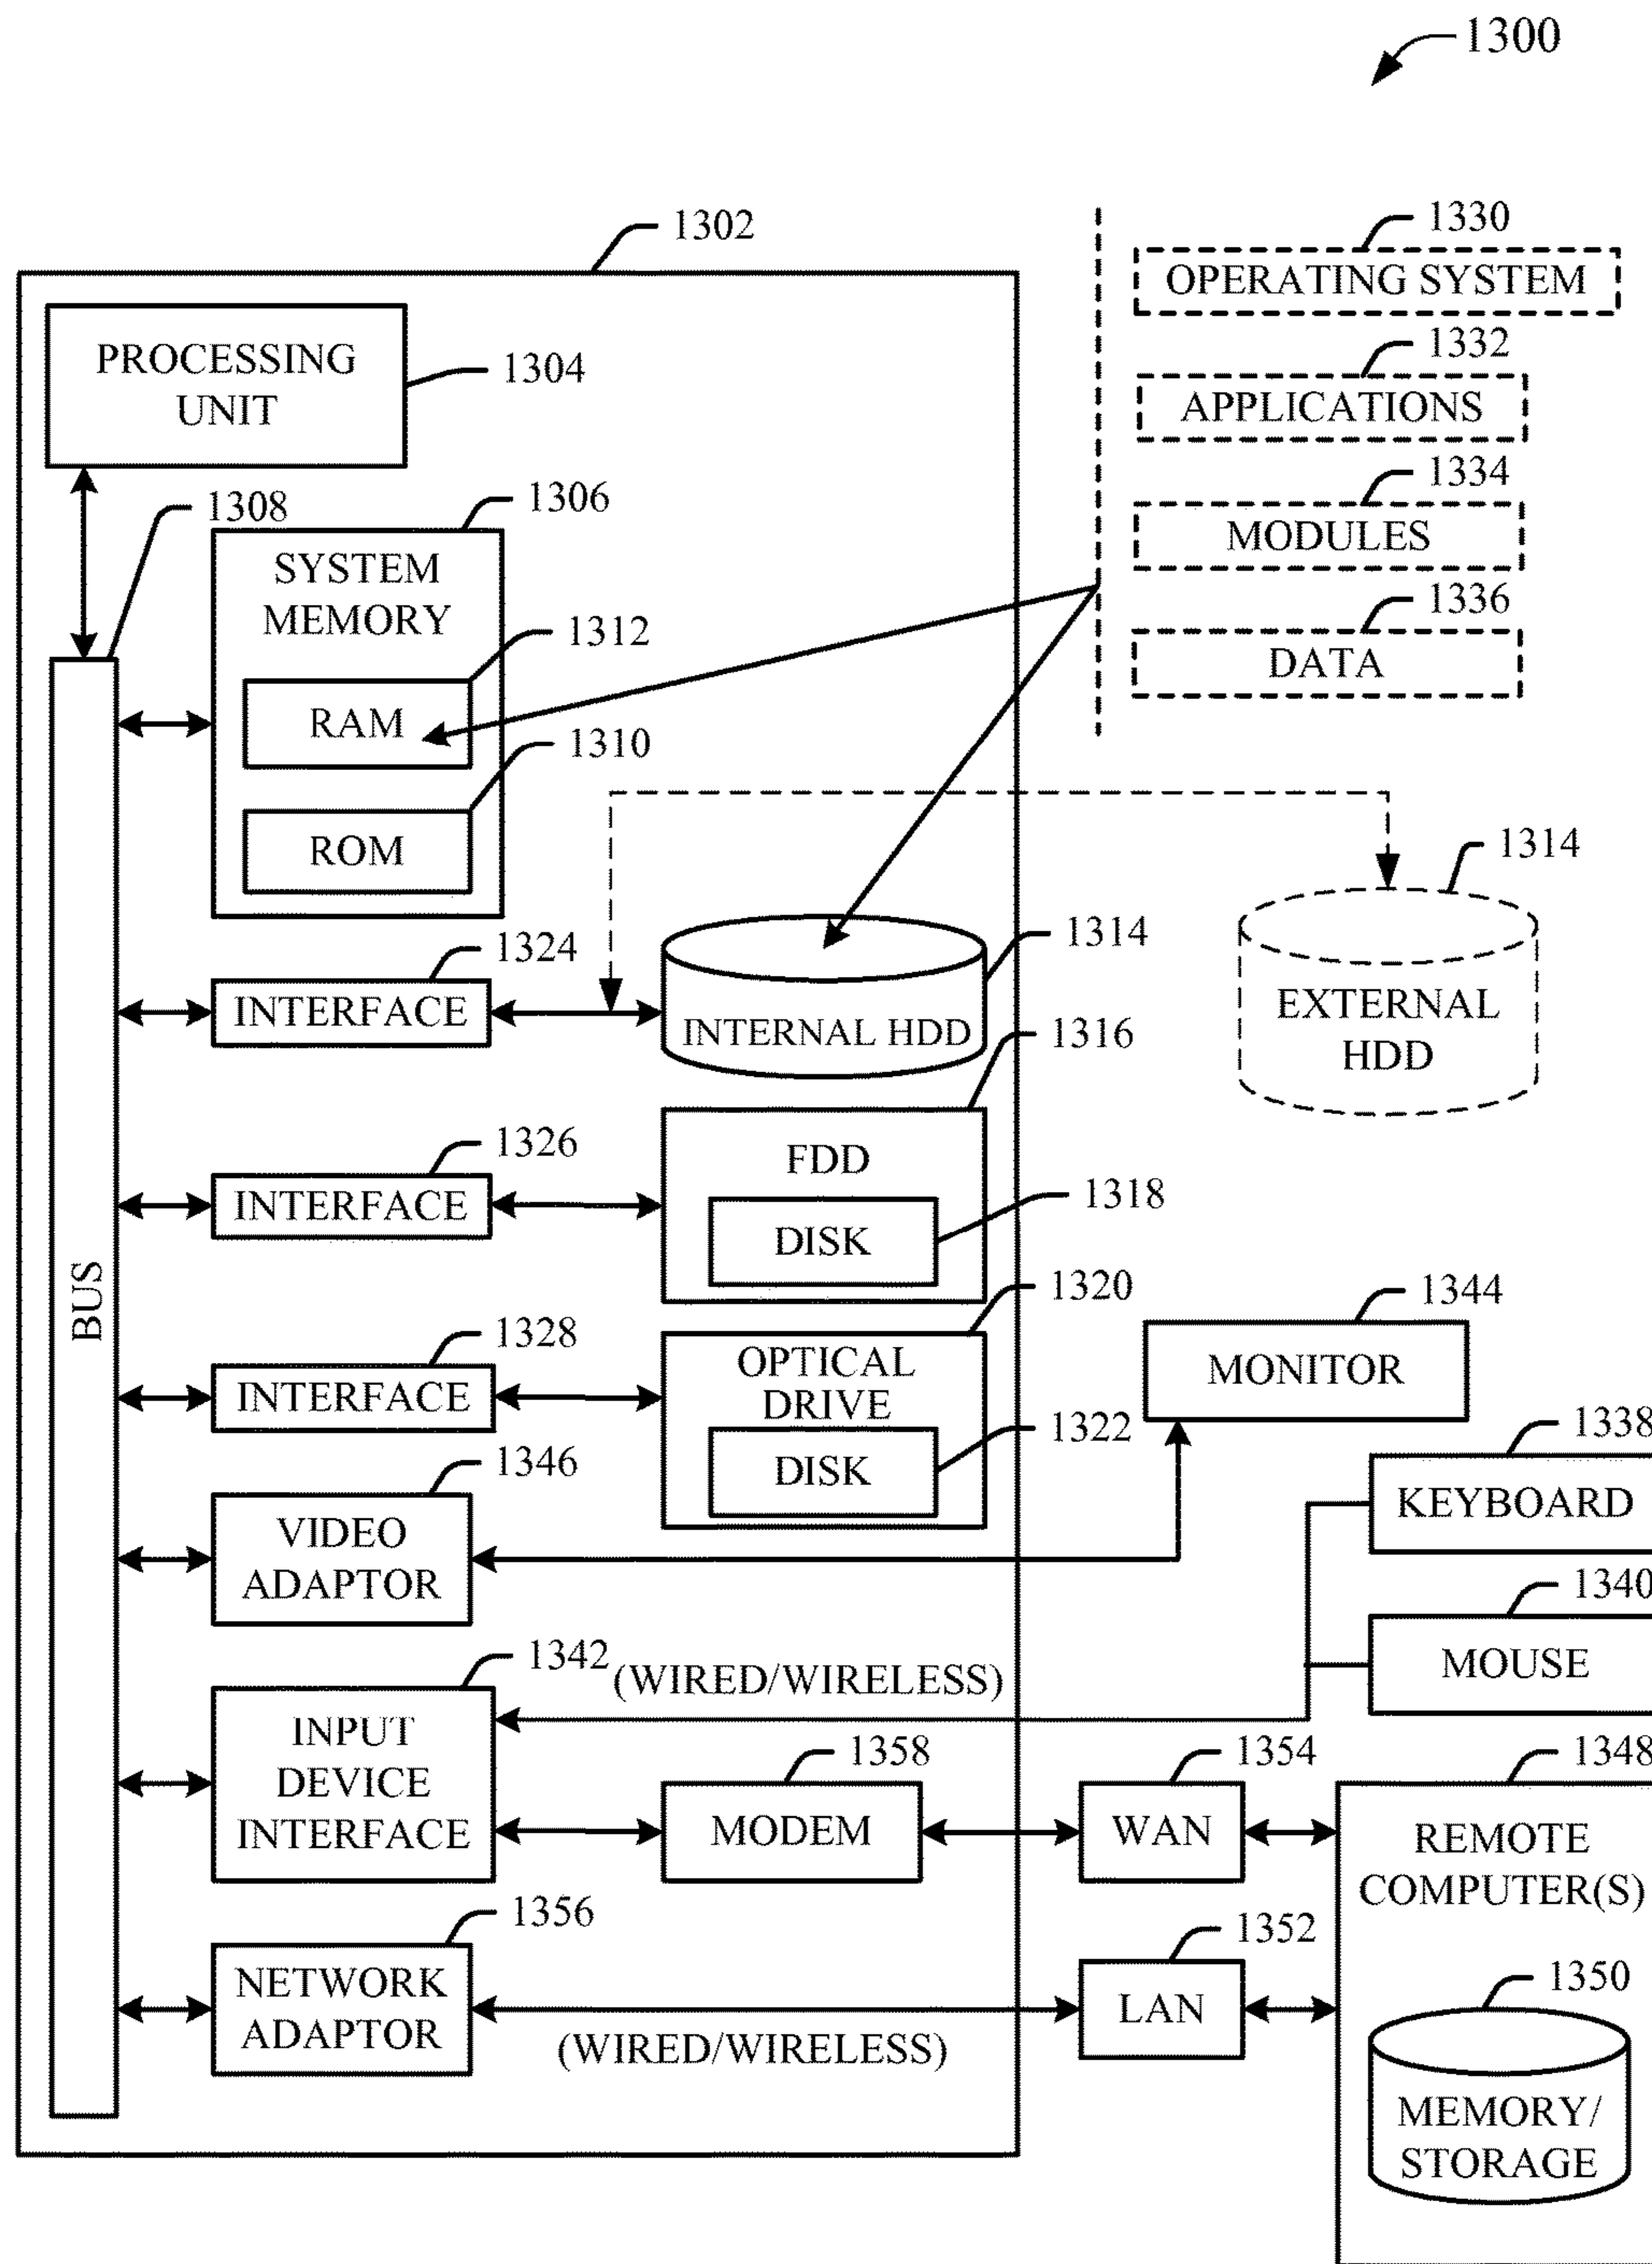 1300
1302
1330
OPERATING SYSTEM
PROCESSING
UNIT
1304
1332
APPLICATIONS
1308
1306
1334
MODULES
SYSTEM
MEMORY
1312
1336
DATA
RAM
1310
ROM
1314
EXTERNAL
HDD
1324
INTERFACE
1314
INTERNAL HDD
1316
1326
INTERFACE
FDD
1318
DISK
BUS
1320
1328
INTERFACE
OPTICAL
DRIVE
1322
DISK
1344
MONITOR
1338
KEYBOARD
1346
VIDEO
ADAPTOR
1340
MOUSE
1342
(WIRED/WIRELESS)
INPUT
DEVICE
INTERFACE
1358
MODEM
1354
WAN
1348
REMOTE
COMPUTER(S)
1356
NETWORK
ADAPTOR
(WIRED/WIRELESS)
1352
LAN
1350
MEMORY/
STORAGE